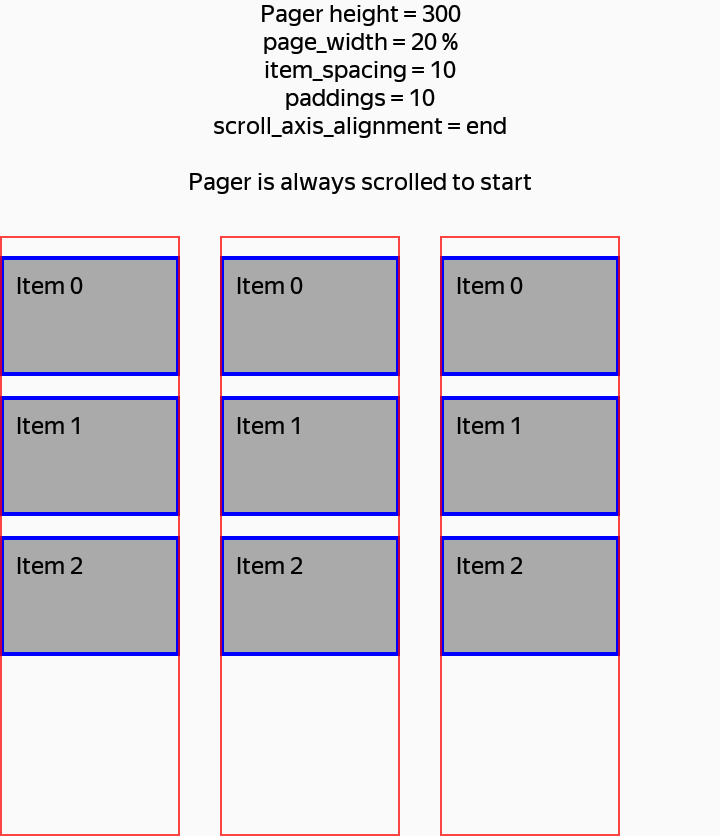 Pager height = 300
page_width = 20 %
item_spacing = 10
paddings = 10
scroll_axis_alignment = end
Pager is always scrolled to start
Item 0
Item 0
Item 0
Item 1
Item 1
Item 1
Item 2
Item 2
Item 2